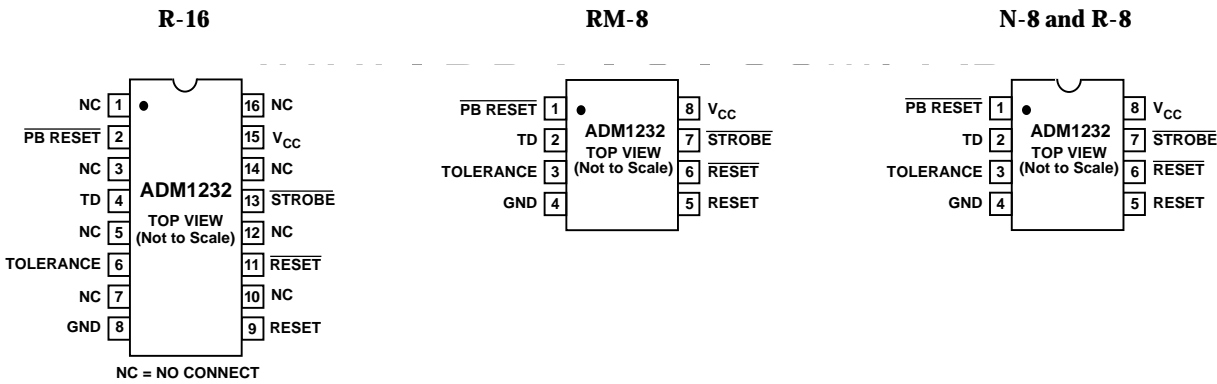 R-16
NC 1
PB RESET 2
NC 3
TD 4
NC 5
TOLERANCE 6
NC 7
GND 8
ADM1232
TOP VIEW
(Not to Scale)
16 NC
15 VCC
14 NC
13 STROBE
12 NC
11 RESET
10 NC
9 RESET
NC = NO CONNECT
RM-8
PB RESET 1
TD 2
TOLERANCE 3
GND 4
ADM1232
TOP VIEW
(Not to Scale)
8 VCC
7 STROBE
6 RESET
5 RESET
N-8 and R-8
PB RESET 1
TD 2
TOLERANCE 3
GND 4
ADM1232
TOP VIEW
(Not to Scale)
8 VCC
7 STROBE
6 RESET
5 RESET